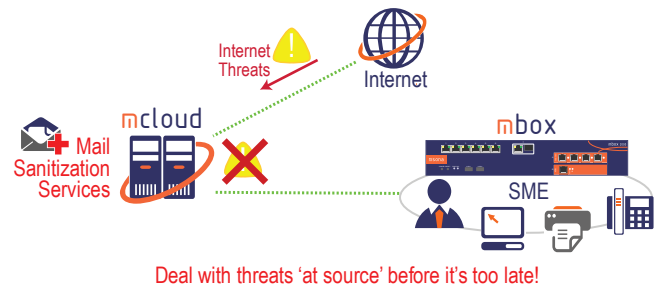 Internet
Threats
Internet
mcloud
Mail
Sanitization
Services
mbox
SME
Deal with threats ‘at source’ before it’s too late!